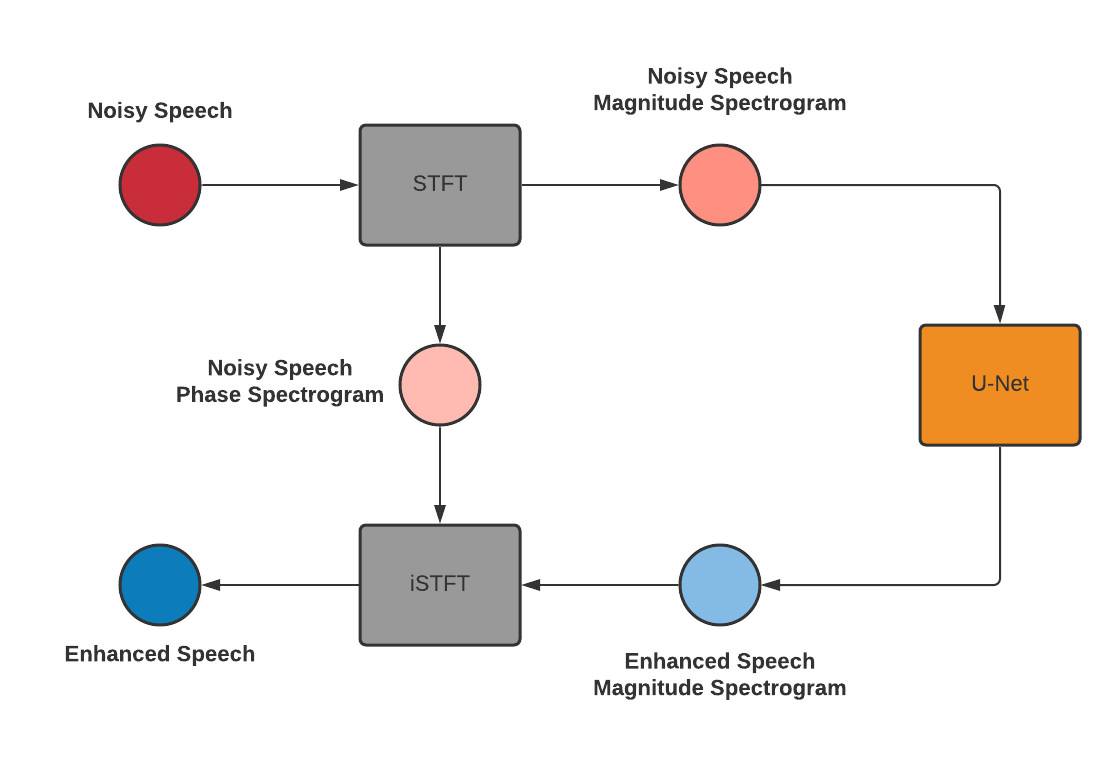 Noisy Speech
Noisy Speech
Magnitude Spectrogram
STFT
Noisy Speech
Phase Spectrogram
U-Net
iSTFT
Enhanced Speech
Enhanced Speech
Magnitude Spectrogram